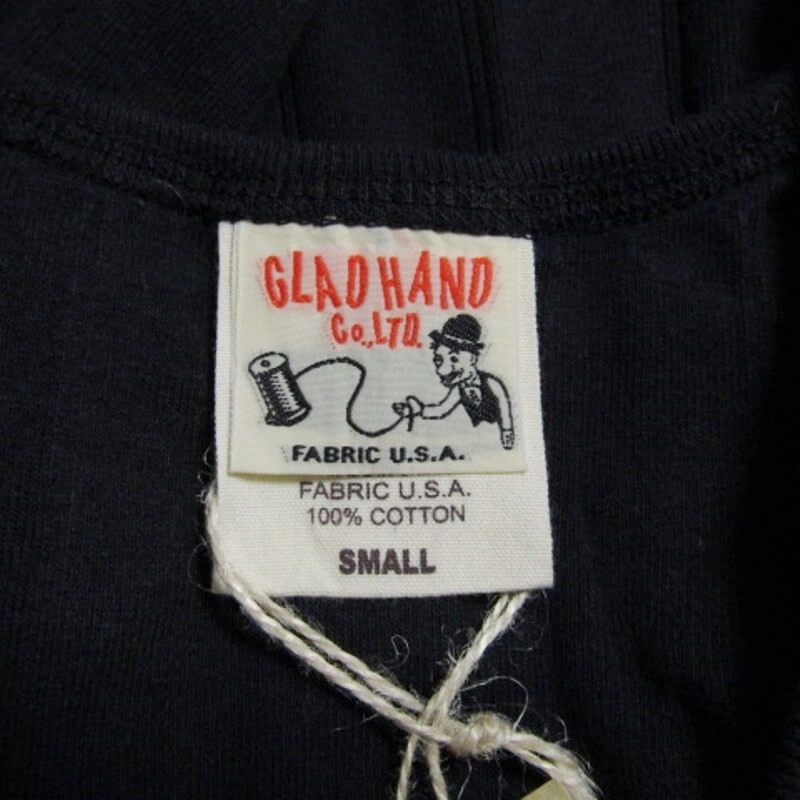 GLAD HAND
Co.,LTD.
FABRIC U.S.A.
FABRIC U.S.A.
100% COTTON
SMALL